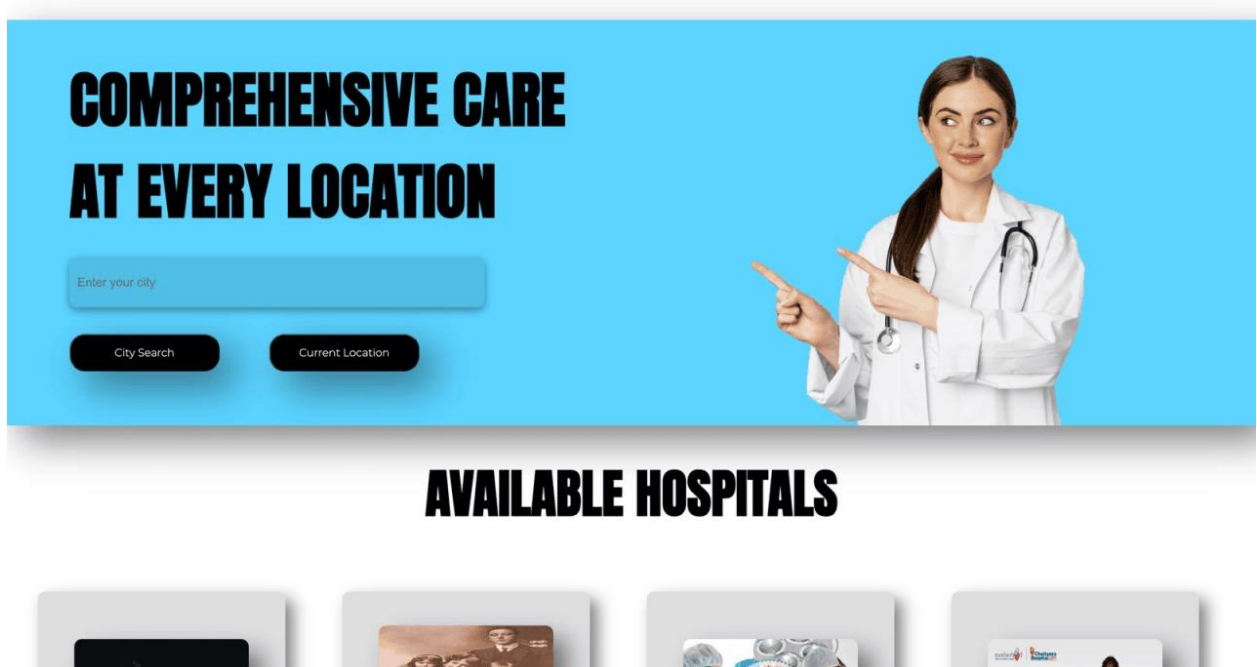 COMPREHENSIVE CARE
AT EVERY LOCATION
Enter your city
City Search
Current Location
AVAILABLE HOSPITALS